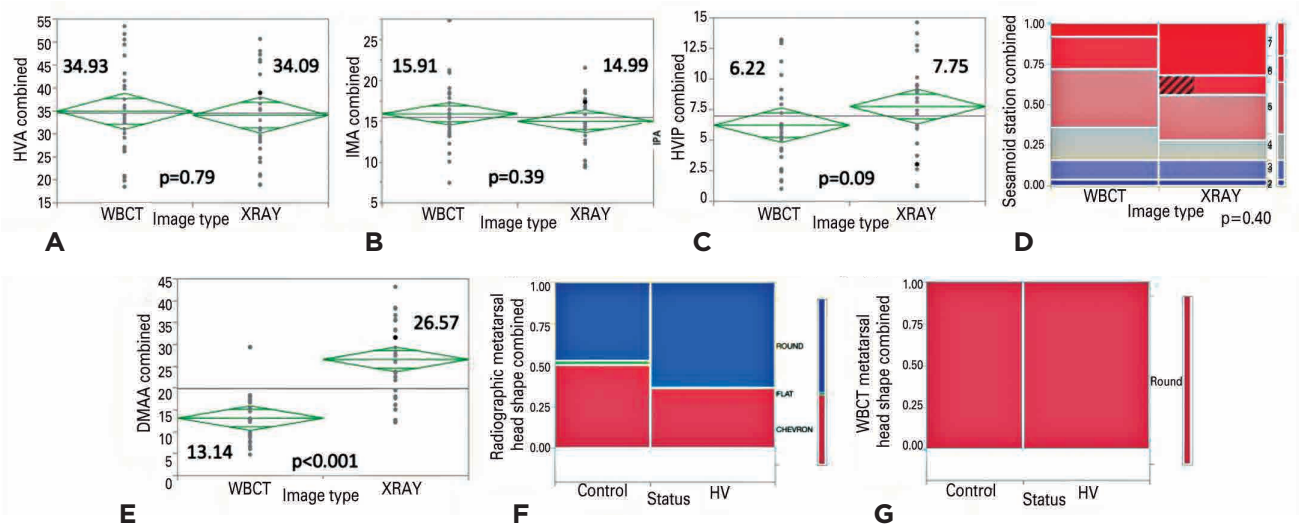 HVA combined
55
50
45
40
35
30
25
20
15
34.93
34.09
p=0.79
WBCT
XRAY
Image type
A
IMA combined
25
20
15
10
5
15.91
14.99
p=0.39
WBCT
XRAY
Image type
B
IPA
HVIP combined
15
12.5
10
7.5
5
2.5
0
6.22
7.75
p=0.09
WBCT
XRAY
Image type
C
Sesamoid station combined
1.00
0.75
0.50
0.25
0.00
7
6
5
4
3
2
WBCT
XRAY
Image type
p=0.40
D
DMAA combined
45
40
35
30
25
20
15
10
5
0
26.57
13.14
p<0.001
WBCT
XRAY
Image type
E
Radiographic metatarsal
head shape combined
1.00
0.75
0.50
0.25
0.00
ROUND
FLAT
CHEVRON
Control
HV
Status
F
WBCT metatarsal
head shape combined
1.00
0.75
0.50
0.25
0.00
Round
Control
HV
Status
G